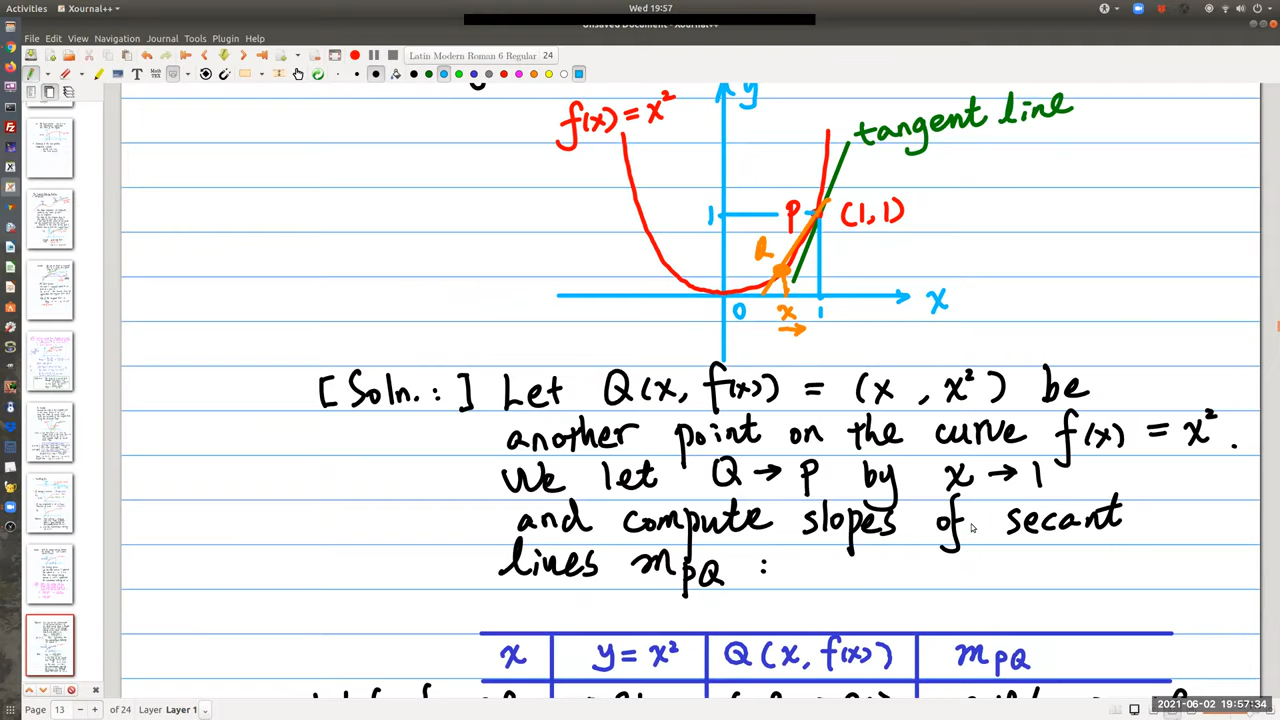 Activities
Xournal++
Wed 19:57
Unsaved Document - Xournal++
File Edit View Navigation Journal Tools Plugin Help
Latin Modern Roman 6 Regular 24
y
f(x) = x²
tangent line
1 P (1, 1)
Q
0 x 1 x
[Soln.:] Let Q(x, f(x)) = (x, x²) be
another point on the curve f(x) = x².
We let Q → P by x → 1
and compute slopes of secant
lines m_PQ :
x y = x² Q(x, f(x)) m_PQ
Page 13 of 24 Layer Layer 1
2021-06-02 19:57:34